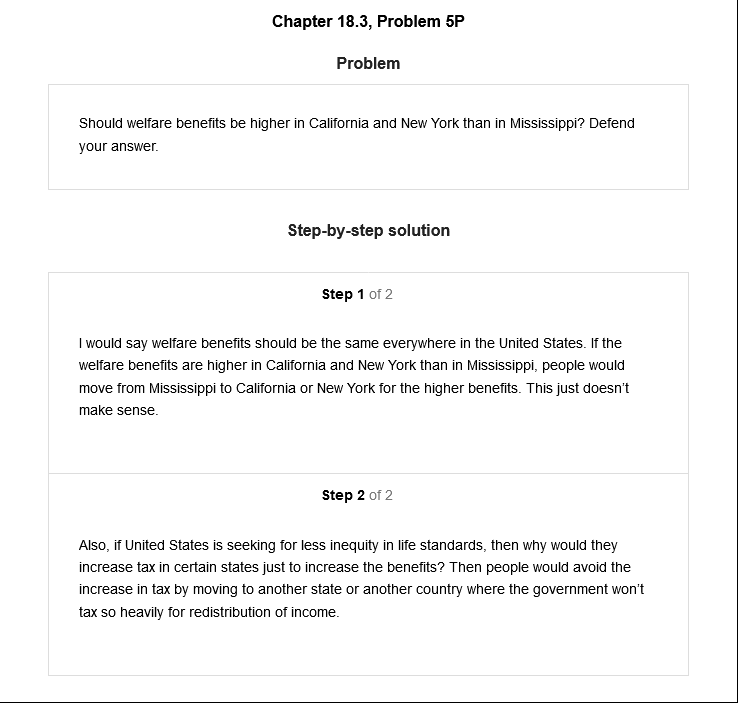 Chapter 18.3, Problem 5P
Problem
Should welfare benefits be higher in California and New York than in Mississippi? Defend
your answer.
Step-by-step solution
Step 1 of 2
I would say welfare benefits should be the same everywhere in the United States. If the
welfare benefits are higher in California and New York than in Mississippi, people would
move from Mississippi to California or New York for the higher benefits. This just doesn't
make sense.
Step 2 of 2
Also, if United States is seeking for less inequity in life standards, then why would they
increase tax in certain states just to increase the benefits? Then people would avoid the
increase in tax by moving to another state or another country where the government won't
tax so heavily for redistribution of income.